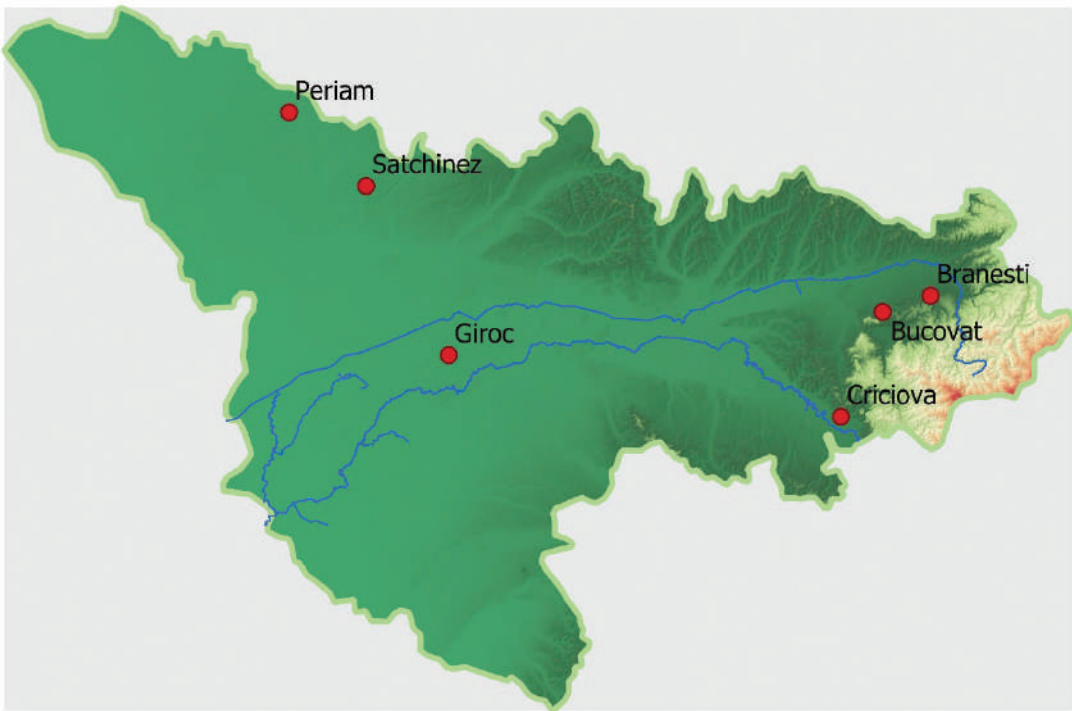 Periam
Satchinez
Branesti
Bucovat
Giroc
Criciova